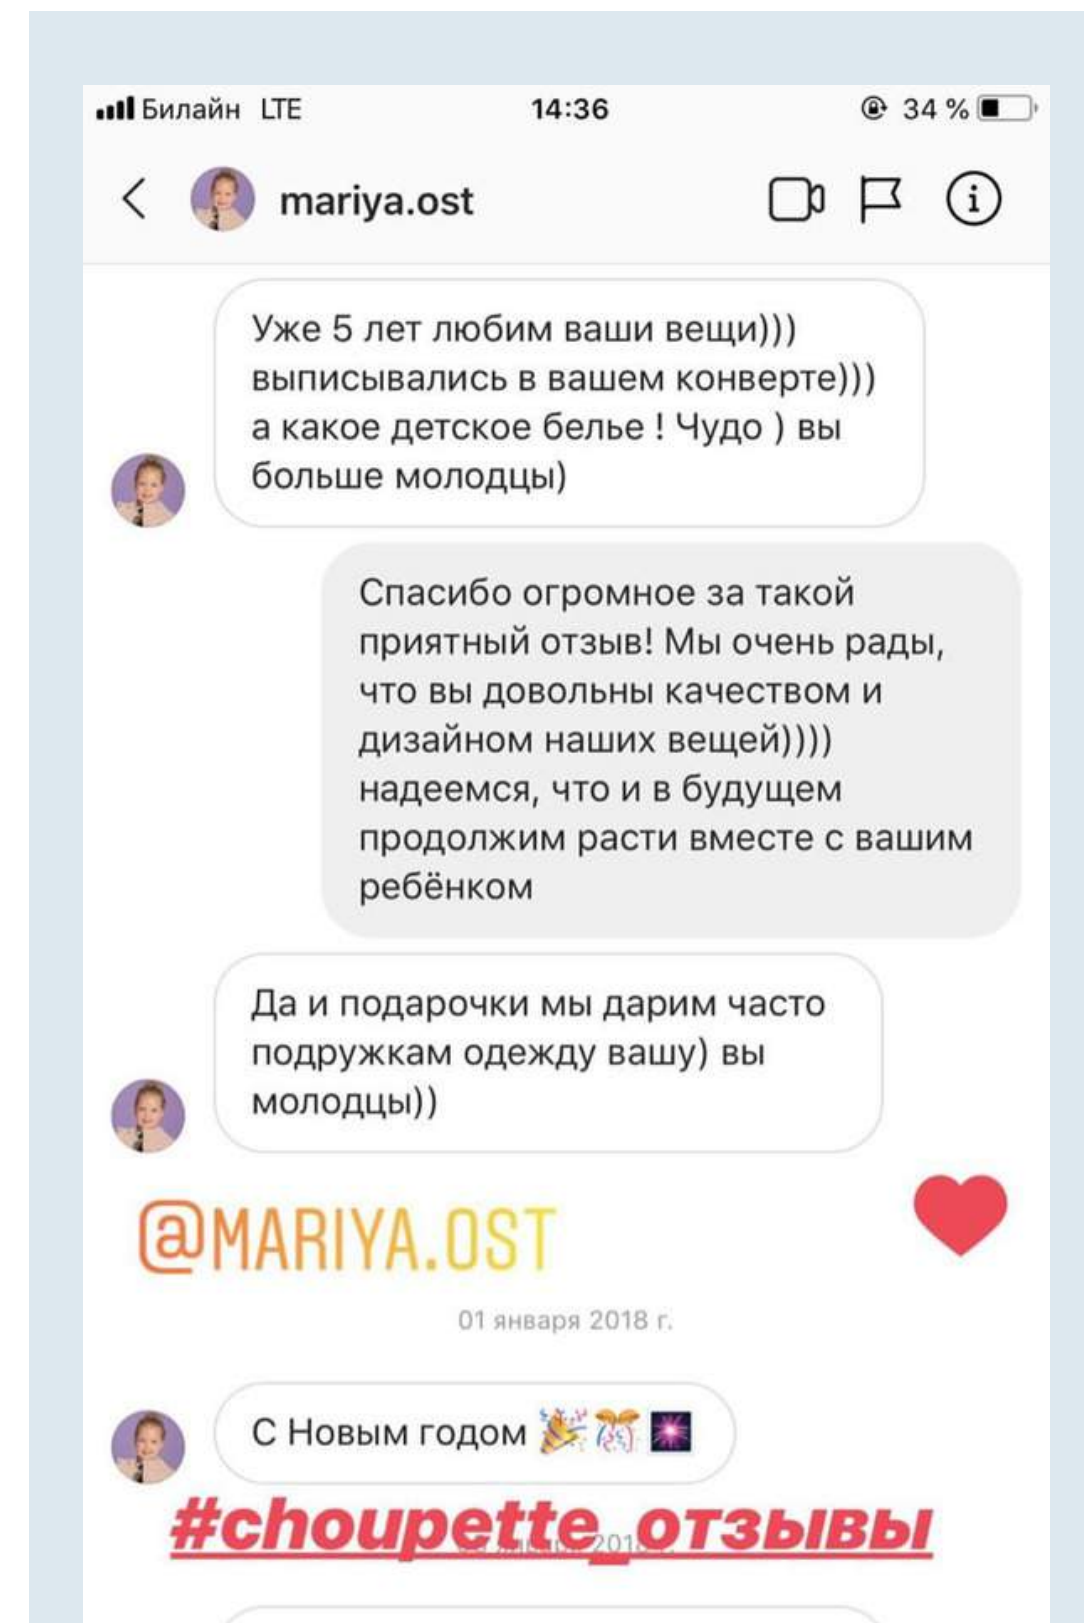 Билайн LTE 14:36 34 %
mariya.ost
Уже 5 лет любим ваши вещи)))
выписывались в вашем конверте)))
а какое детское белье ! Чудо ) вы
больше молодцы)
Спасибо огромное за такой
приятный отзыв! Мы очень рады,
что вы довольны качеством и
дизайном наших вещей))))
надеемся, что и в будущем
продолжим расти вместе с вашим
ребёнком
Да и подарочки мы дарим часто
подружкам одежду вашу) вы
молодцы))
@MARIYA.OST
01 января 2018 г.
С Новым годом 🎉🎊🎆
#choupette_отзывы